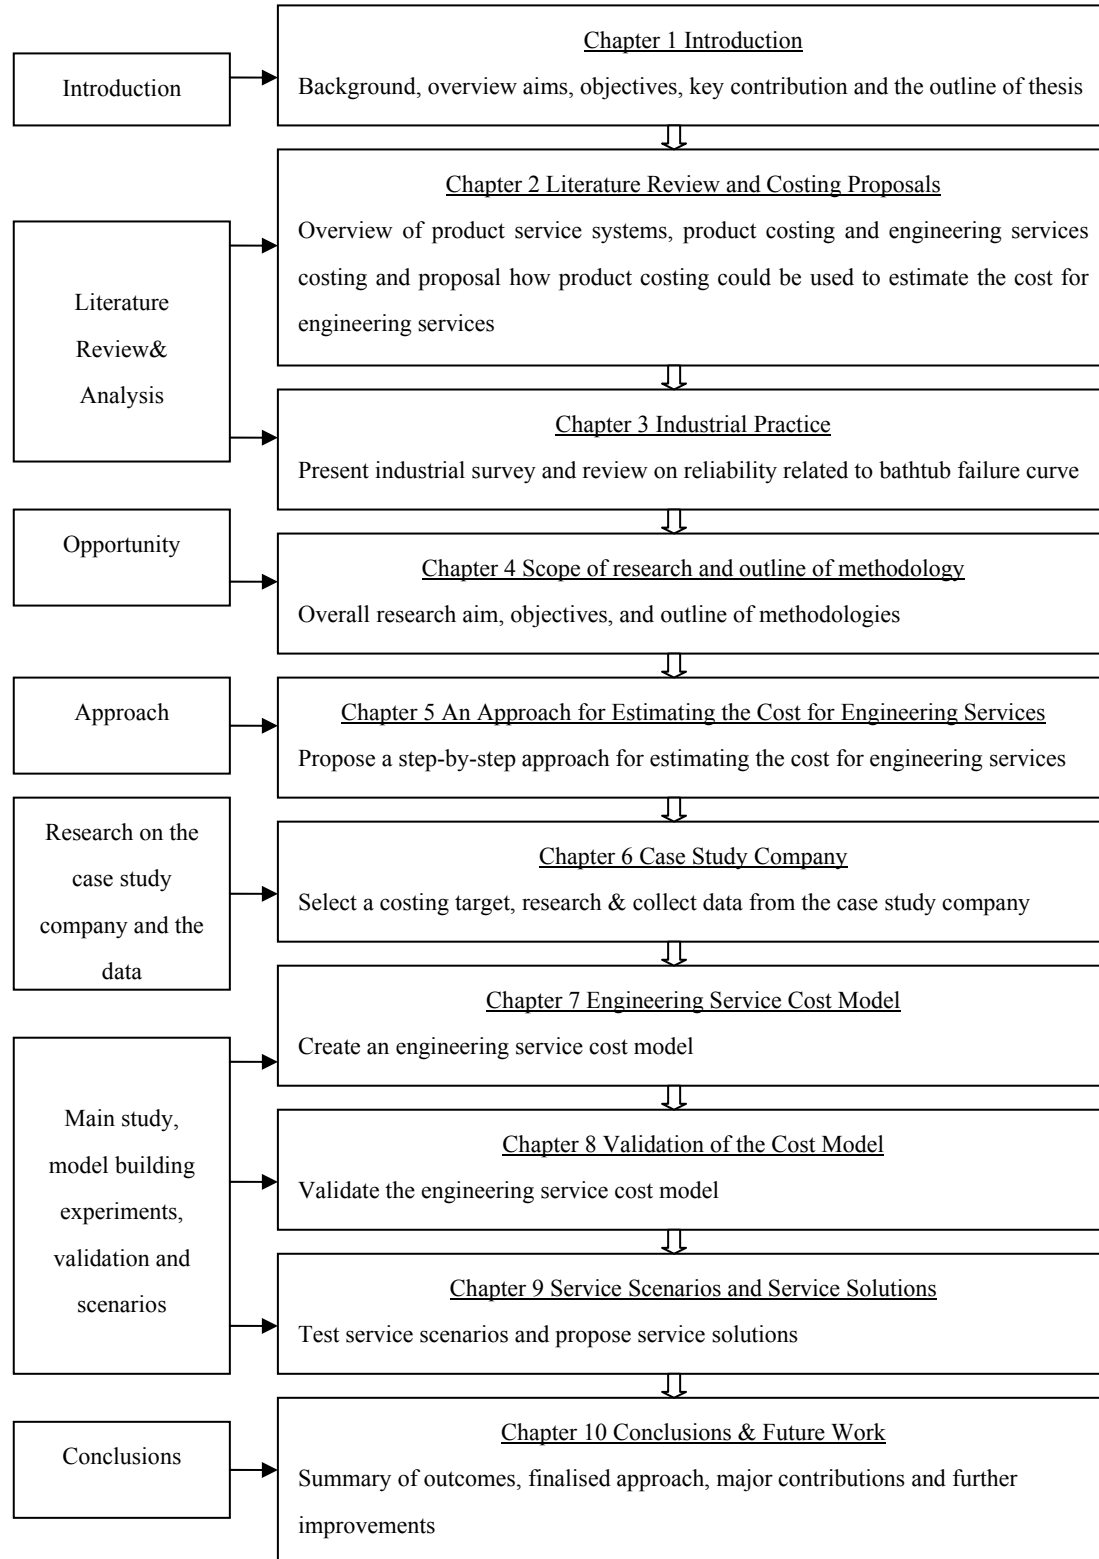 Introduction
Chapter 1 Introduction
Background, overview aims, objectives, key contribution and the outline of thesis
Literature
Review&
Analysis
Chapter 2 Literature Review and Costing Proposals
Overview of product service systems, product costing and engineering services
costing and proposal how product costing could be used to estimate the cost for
engineering services
Chapter 3 Industrial Practice
Present industrial survey and review on reliability related to bathtub failure curve
Opportunity
Chapter 4 Scope of research and outline of methodology
Overall research aim, objectives, and outline of methodologies
Approach
Chapter 5 An Approach for Estimating the Cost for Engineering Services
Propose a step-by-step approach for estimating the cost for engineering services
Research on the
case study
company and the
data
Chapter 6 Case Study Company
Select a costing target, research & collect data from the case study company
Main study,
model building
experiments,
validation and
scenarios
Chapter 7 Engineering Service Cost Model
Create an engineering service cost model
Chapter 8 Validation of the Cost Model
Validate the engineering service cost model
Chapter 9 Service Scenarios and Service Solutions
Test service scenarios and propose service solutions
Conclusions
Chapter 10 Conclusions & Future Work
Summary of outcomes, finalised approach, major contributions and further
improvements